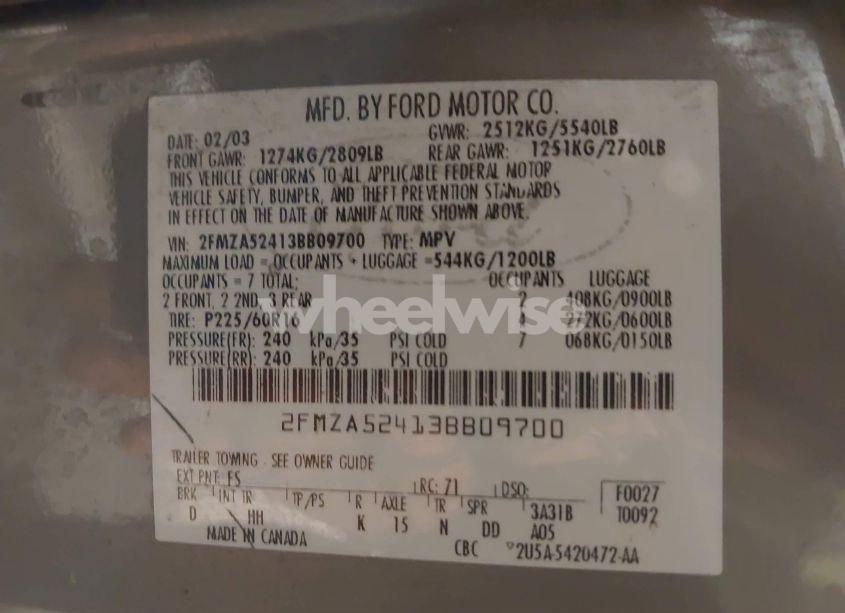 MFD. BY FORD MOTOR CO.
DATE: 02/03 GVWR: 2512KG/5540LB
FRONT GAWR: 1274KG/2809LB REAR GAWR: 1251KG/2760LB
THIS VEHICLE CONFORMS TO ALL APPLICABLE FEDERAL MOTOR
VEHICLE SAFETY, BUMPER, AND THEFT PREVENTION STANDARDS
IN EFFECT ON THE DATE OF MANUFACTURE SHOWN ABOVE.
VIN: 2FMZA52413BB09700 TYPE: MPV
MAXIMUM LOAD = OCCUPANTS + LUGGAGE = 544KG/1200LB
OCCUPANTS = 7 TOTAL; OCCUPANTS LUGGAGE
2 FRONT, 2 2ND, 3 REAR 2 408KG/0900LB
TIRE: P225/60R16 4 272KG/0600LB
PRESSURE(FR): 240 kPa/35 PSI COLD 7 068KG/0150LB
PRESSURE(RR): 240 kPa/35 PSI COLD
wheelwise
2FMZA52413BB09700
TRAILER TOWING - SEE OWNER GUIDE
EXT PNT: FS RC: 71 DSO: F0027
BRK INT TR TP/PS R AXLE TR SPR 3A31B T0092
D HH K 15 N DD A05
MADE IN CANADA CBC 2U5A-5420472-AA